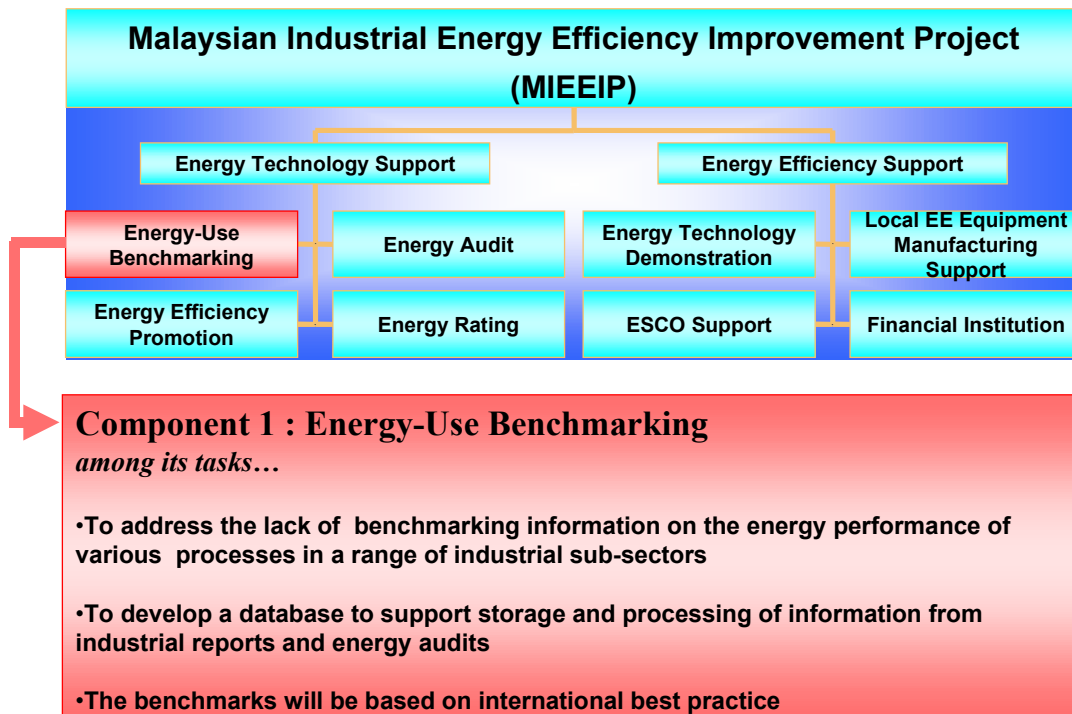 Malaysian Industrial Energy Efficiency Improvement Project
(MIEEIP)
Energy Technology Support
Energy Efficiency Support
Energy-Use
Benchmarking
Energy Audit
Energy Technology
Demonstration
Local EE Equipment
Manufacturing
Support
Energy Efficiency
Promotion
Energy Rating
ESCO Support
Financial Institution
Component 1 : Energy-Use Benchmarking
among its tasks…
•To address the lack of benchmarking information on the energy performance of
various processes in a range of industrial sub-sectors
•To develop a database to support storage and processing of information from
industrial reports and energy audits
•The benchmarks will be based on international best practice